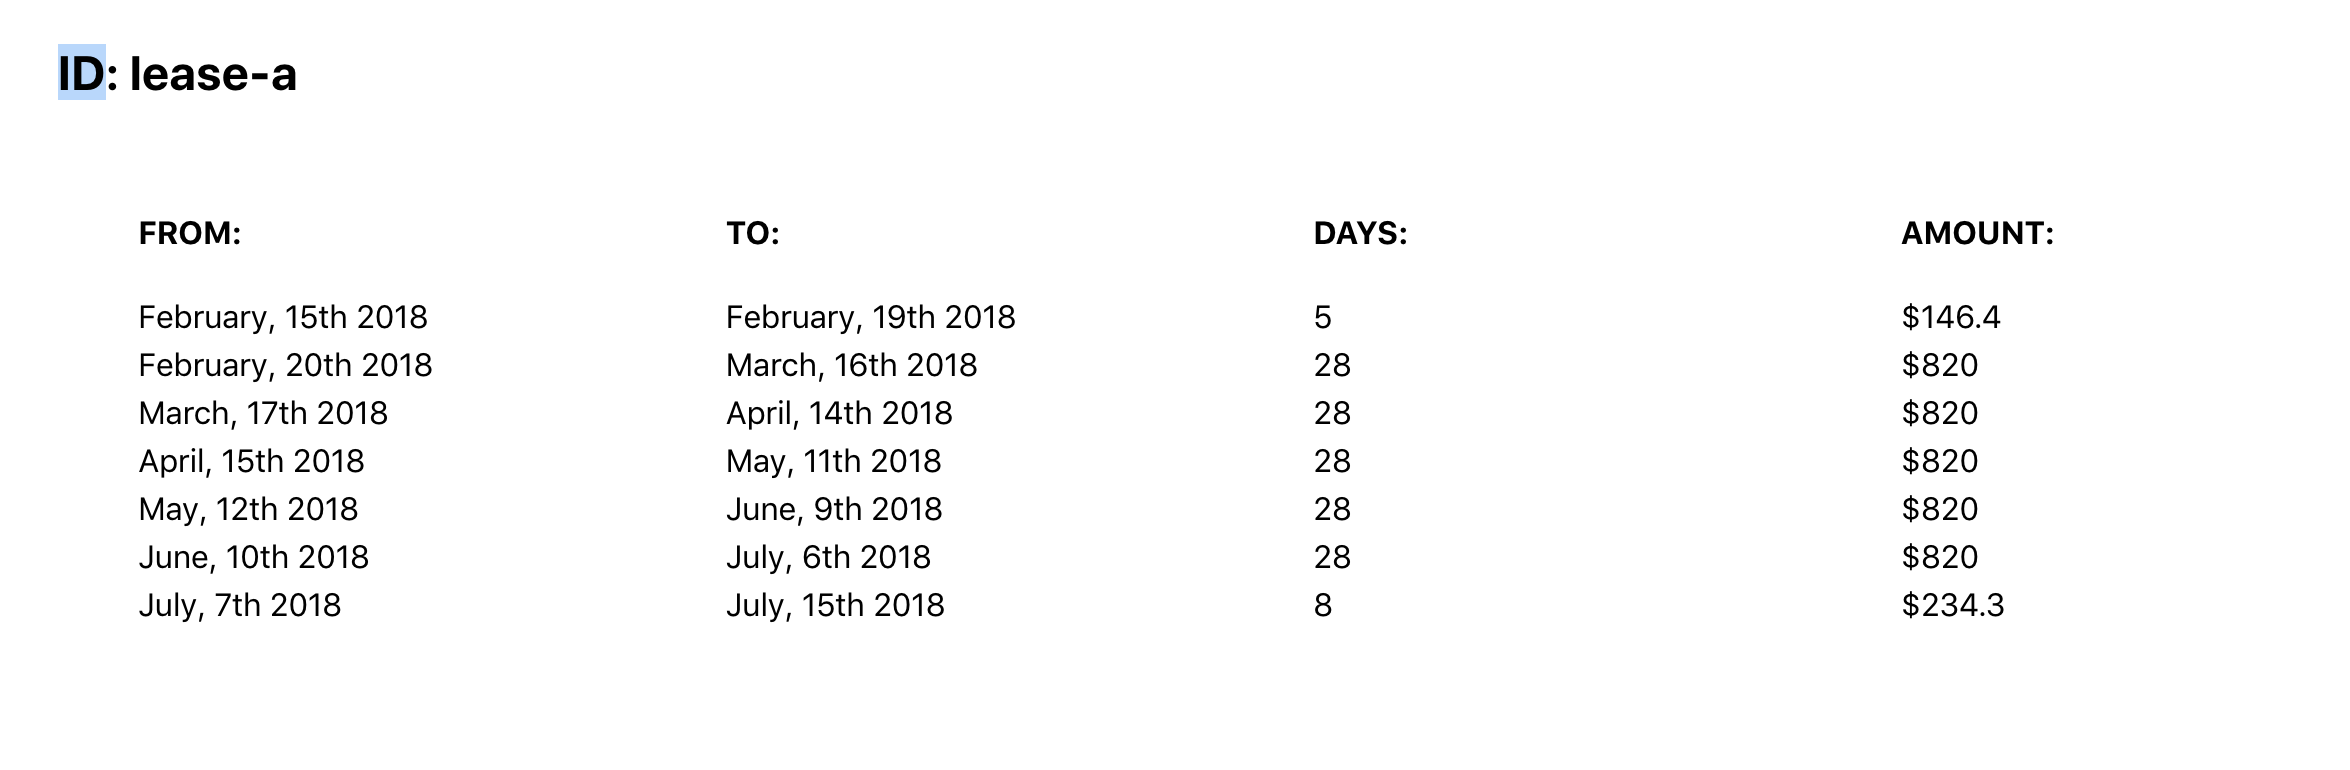 ID: lease-a
FROM: TO: DAYS: AMOUNT:
February, 15th 2018 February, 19th 2018 5 $146.4
February, 20th 2018 March, 16th 2018 28 $820
March, 17th 2018 April, 14th 2018 28 $820
April, 15th 2018 May, 11th 2018 28 $820
May, 12th 2018 June, 9th 2018 28 $820
June, 10th 2018 July, 6th 2018 28 $820
July, 7th 2018 July, 15th 2018 8 $234.3